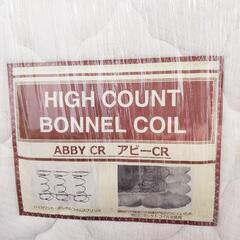 HIGH COUNT
BONNEL COIL
ABBY CR アビーCR